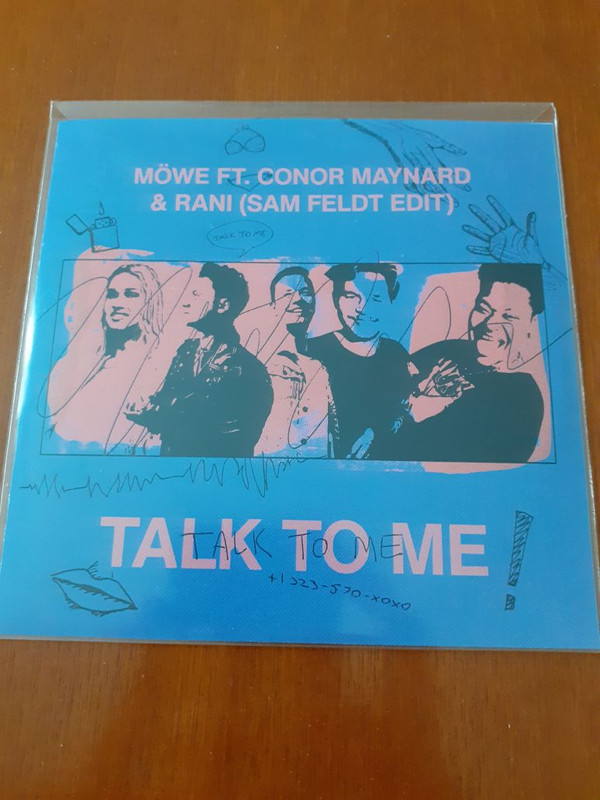 MÖWE FT. CONOR MAYNARD
& RANI (SAM FELDT EDIT)
TALK TO ME
TALK TO ME
TALK TO ME
+1 323-570-xoxo
!